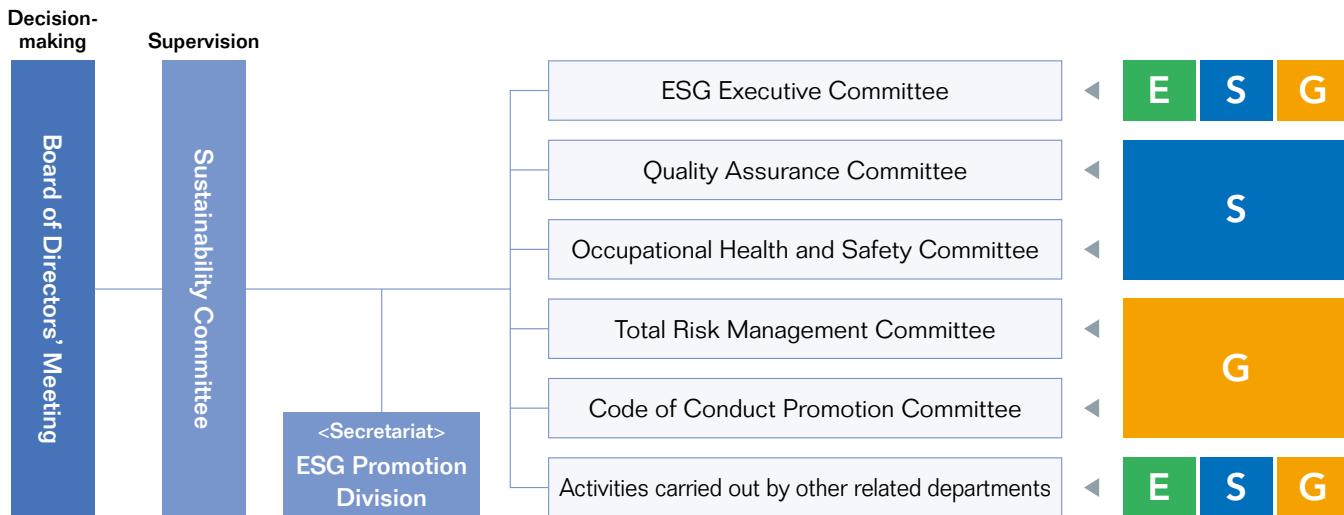 Decision-
making
Supervision
Board of Directors' Meeting
Sustainability Committee
<Secretariat>
ESG Promotion
Division
ESG Executive Committee
E S G
Quality Assurance Committee
S
Occupational Health and Safety Committee
Total Risk Management Committee
G
Code of Conduct Promotion Committee
Activities carried out by other related departments
E S G